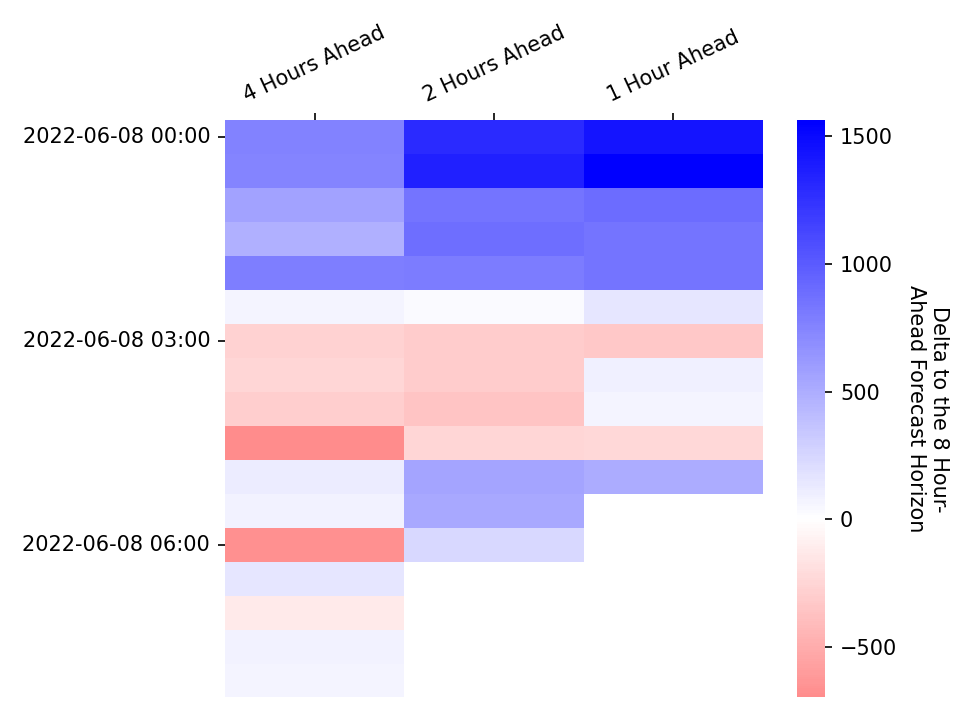 4 Hours Ahead
2 Hours Ahead
1 Hour Ahead
2022-06-08 00:00
2022-06-08 03:00
2022-06-08 06:00
1500
1000
500
0
−500
Delta to the 8 Hour-
Ahead Forecast Horizon